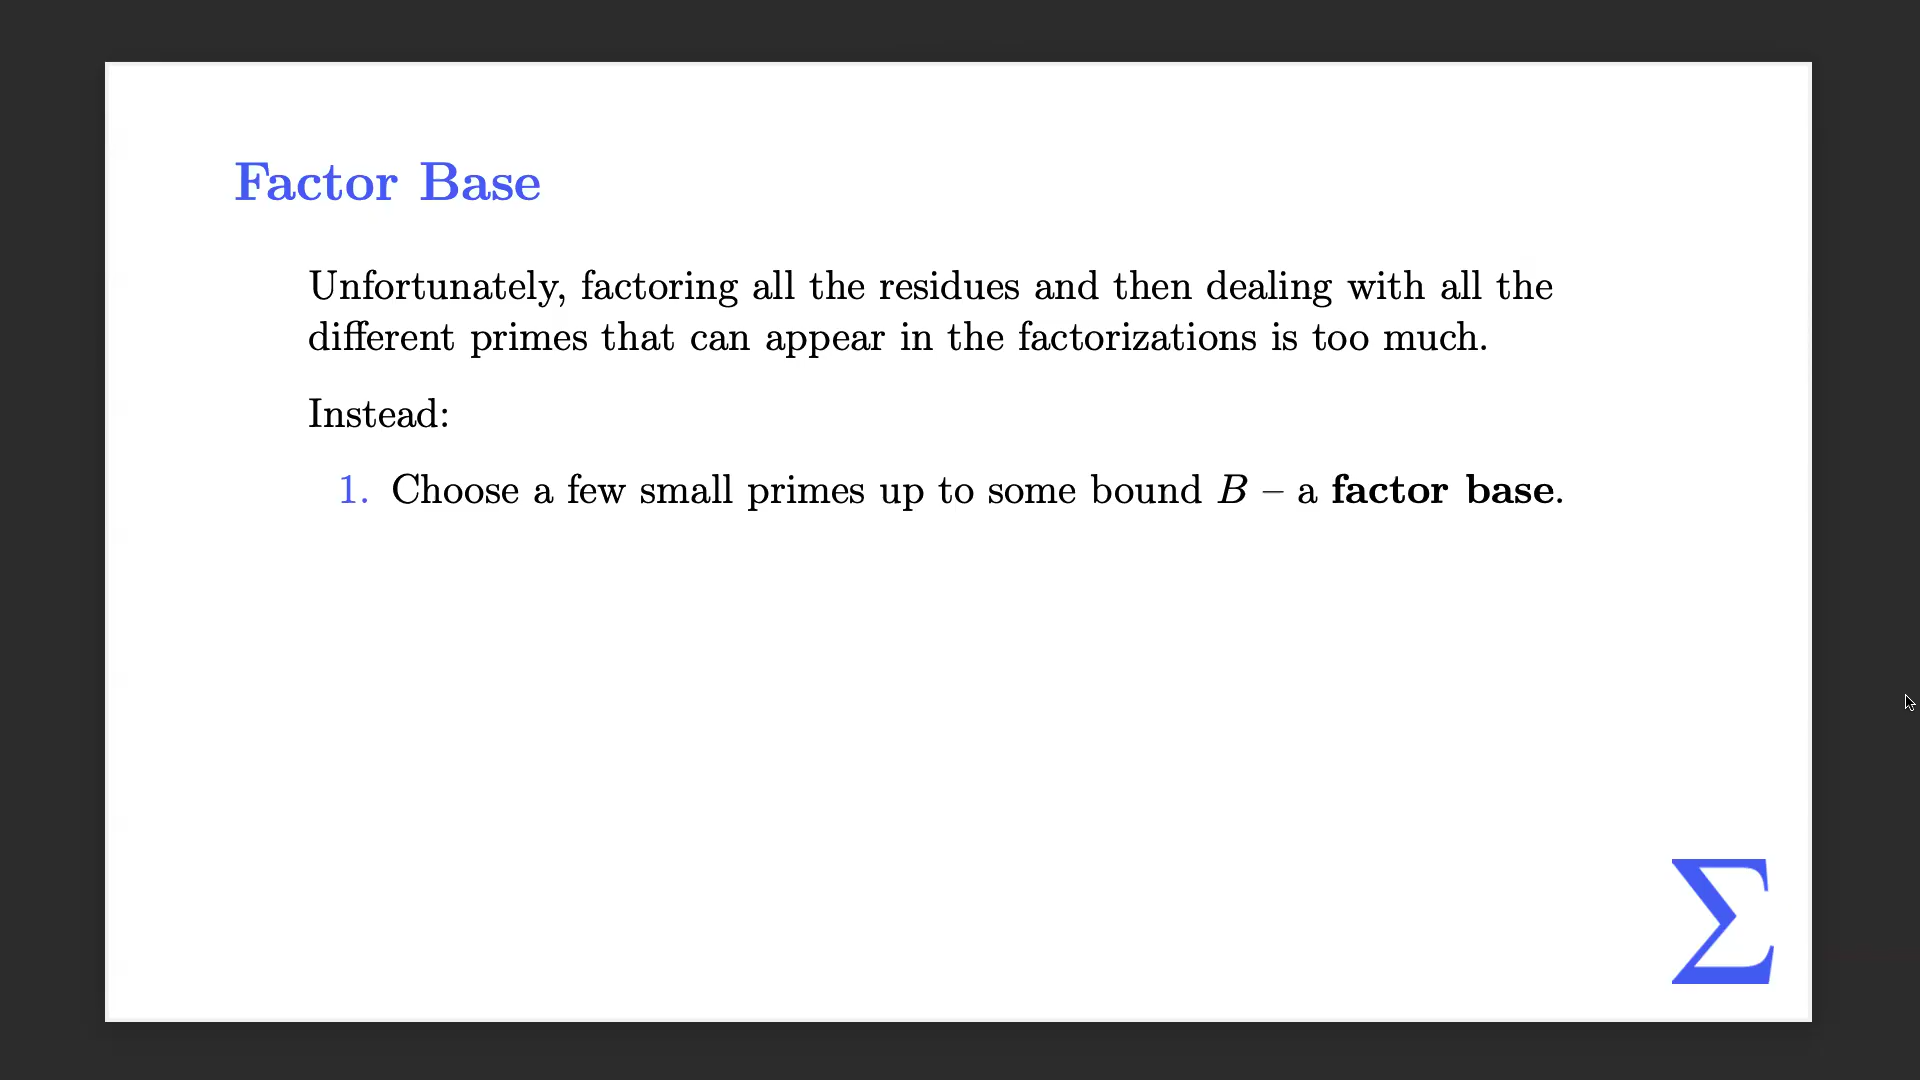 Factor Base
Unfortunately, factoring all the residues and then dealing with all the
different primes that can appear in the factorizations is too much.
Instead:
1. Choose a few small primes up to some bound B – a factor base.
Σ